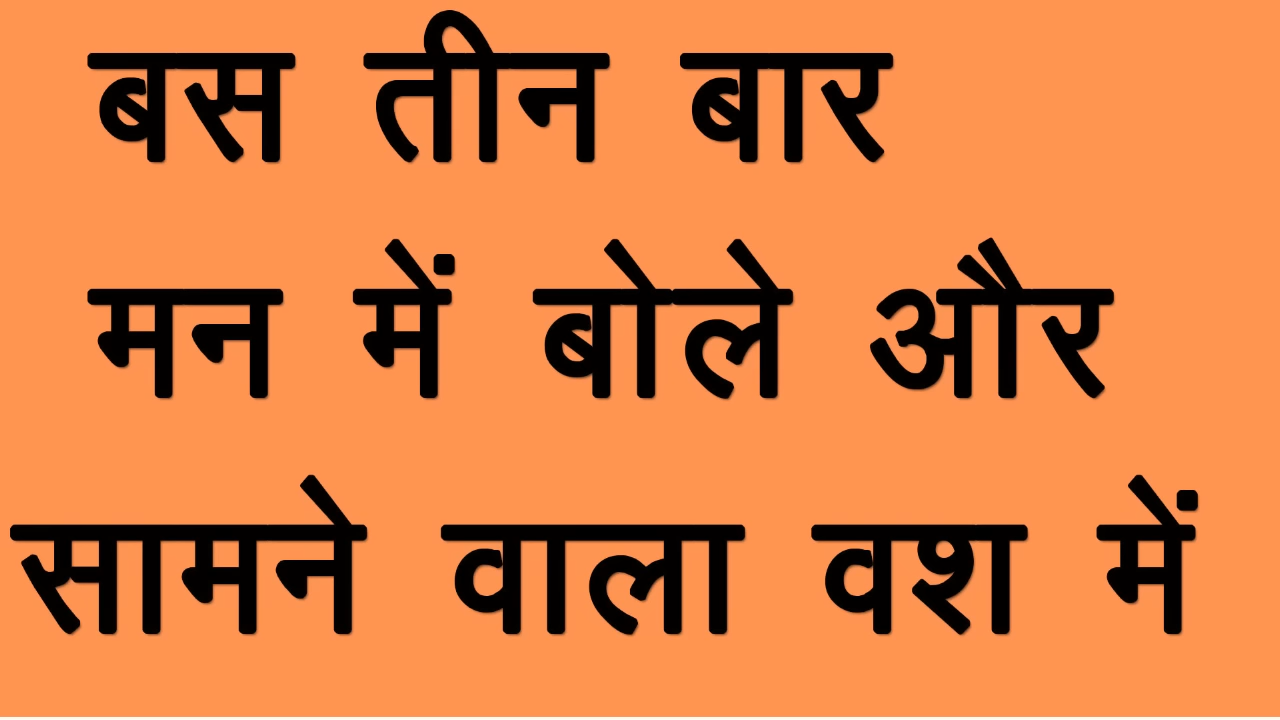 बस तीन बार
मन में बोले और
सामने वाला वश में